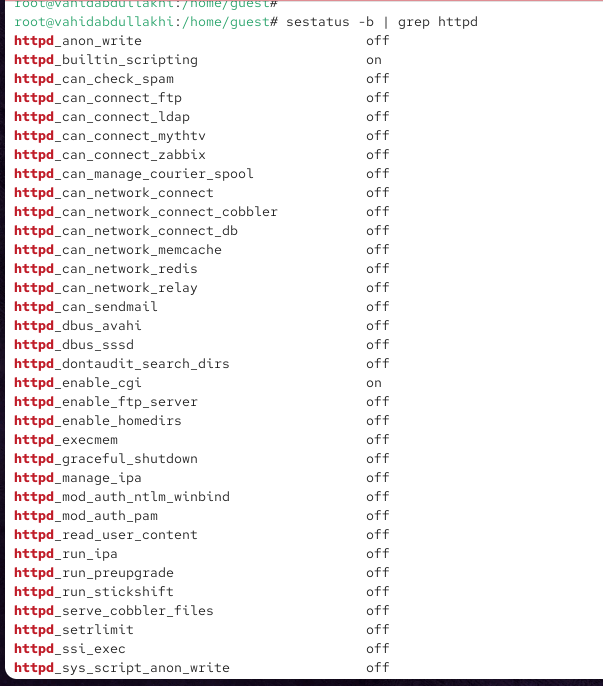 root@vahidabdullakhi:/home/guest#
root@vahidabdullakhi:/home/guest# sestatus -b | grep httpd
httpd_anon_write off
httpd_builtin_scripting on
httpd_can_check_spam off
httpd_can_connect_ftp off
httpd_can_connect_ldap off
httpd_can_connect_mythtv off
httpd_can_connect_zabbix off
httpd_can_manage_courier_spool off
httpd_can_network_connect off
httpd_can_network_connect_cobbler off
httpd_can_network_connect_db off
httpd_can_network_memcache off
httpd_can_network_redis off
httpd_can_network_relay off
httpd_can_sendmail off
httpd_dbus_avahi off
httpd_dbus_sssd off
httpd_dontaudit_search_dirs off
httpd_enable_cgi on
httpd_enable_ftp_server off
httpd_enable_homedirs off
httpd_execmem off
httpd_graceful_shutdown off
httpd_manage_ipa off
httpd_mod_auth_ntlm_winbind off
httpd_mod_auth_pam off
httpd_read_user_content off
httpd_run_ipa off
httpd_run_preupgrade off
httpd_run_stickshift off
httpd_serve_cobbler_files off
httpd_setrlimit off
httpd_ssi_exec off
httpd_sys_script_anon_write off